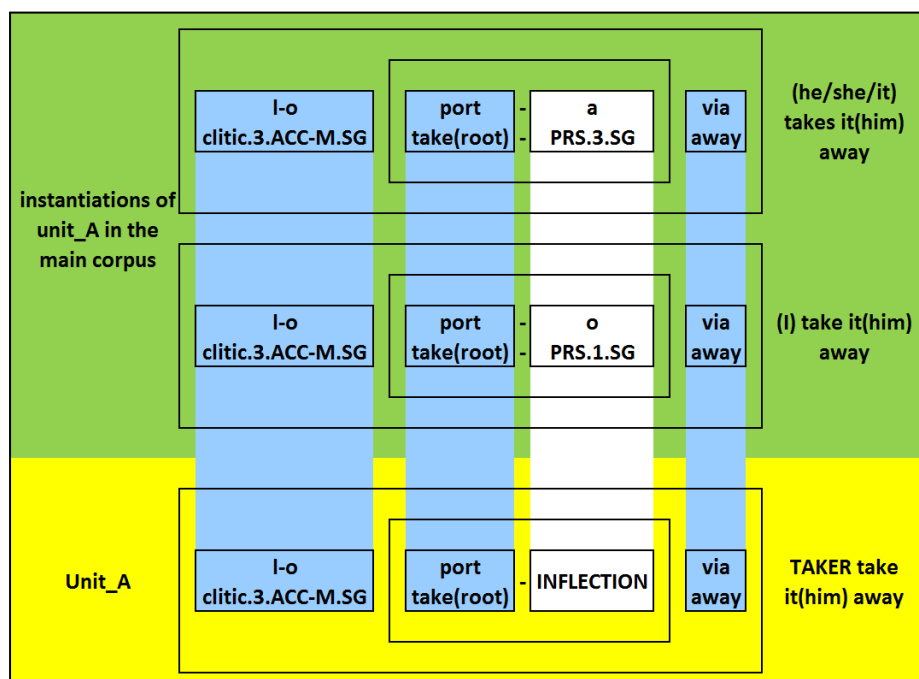 instantiations of
unit_A in the
main corpus
l-o
clitic.3.ACC-M.SG
port - a
take(root) - PRS.3.SG
via
away
(he/she/it)
takes it(him)
away
l-o
clitic.3.ACC-M.SG
port - o
take(root) - PRS.1.SG
via
away
(I) take it(him)
away
Unit_A
l-o
clitic.3.ACC-M.SG
port
take(root)
- INFLECTION
via
away
TAKER take
it(him) away